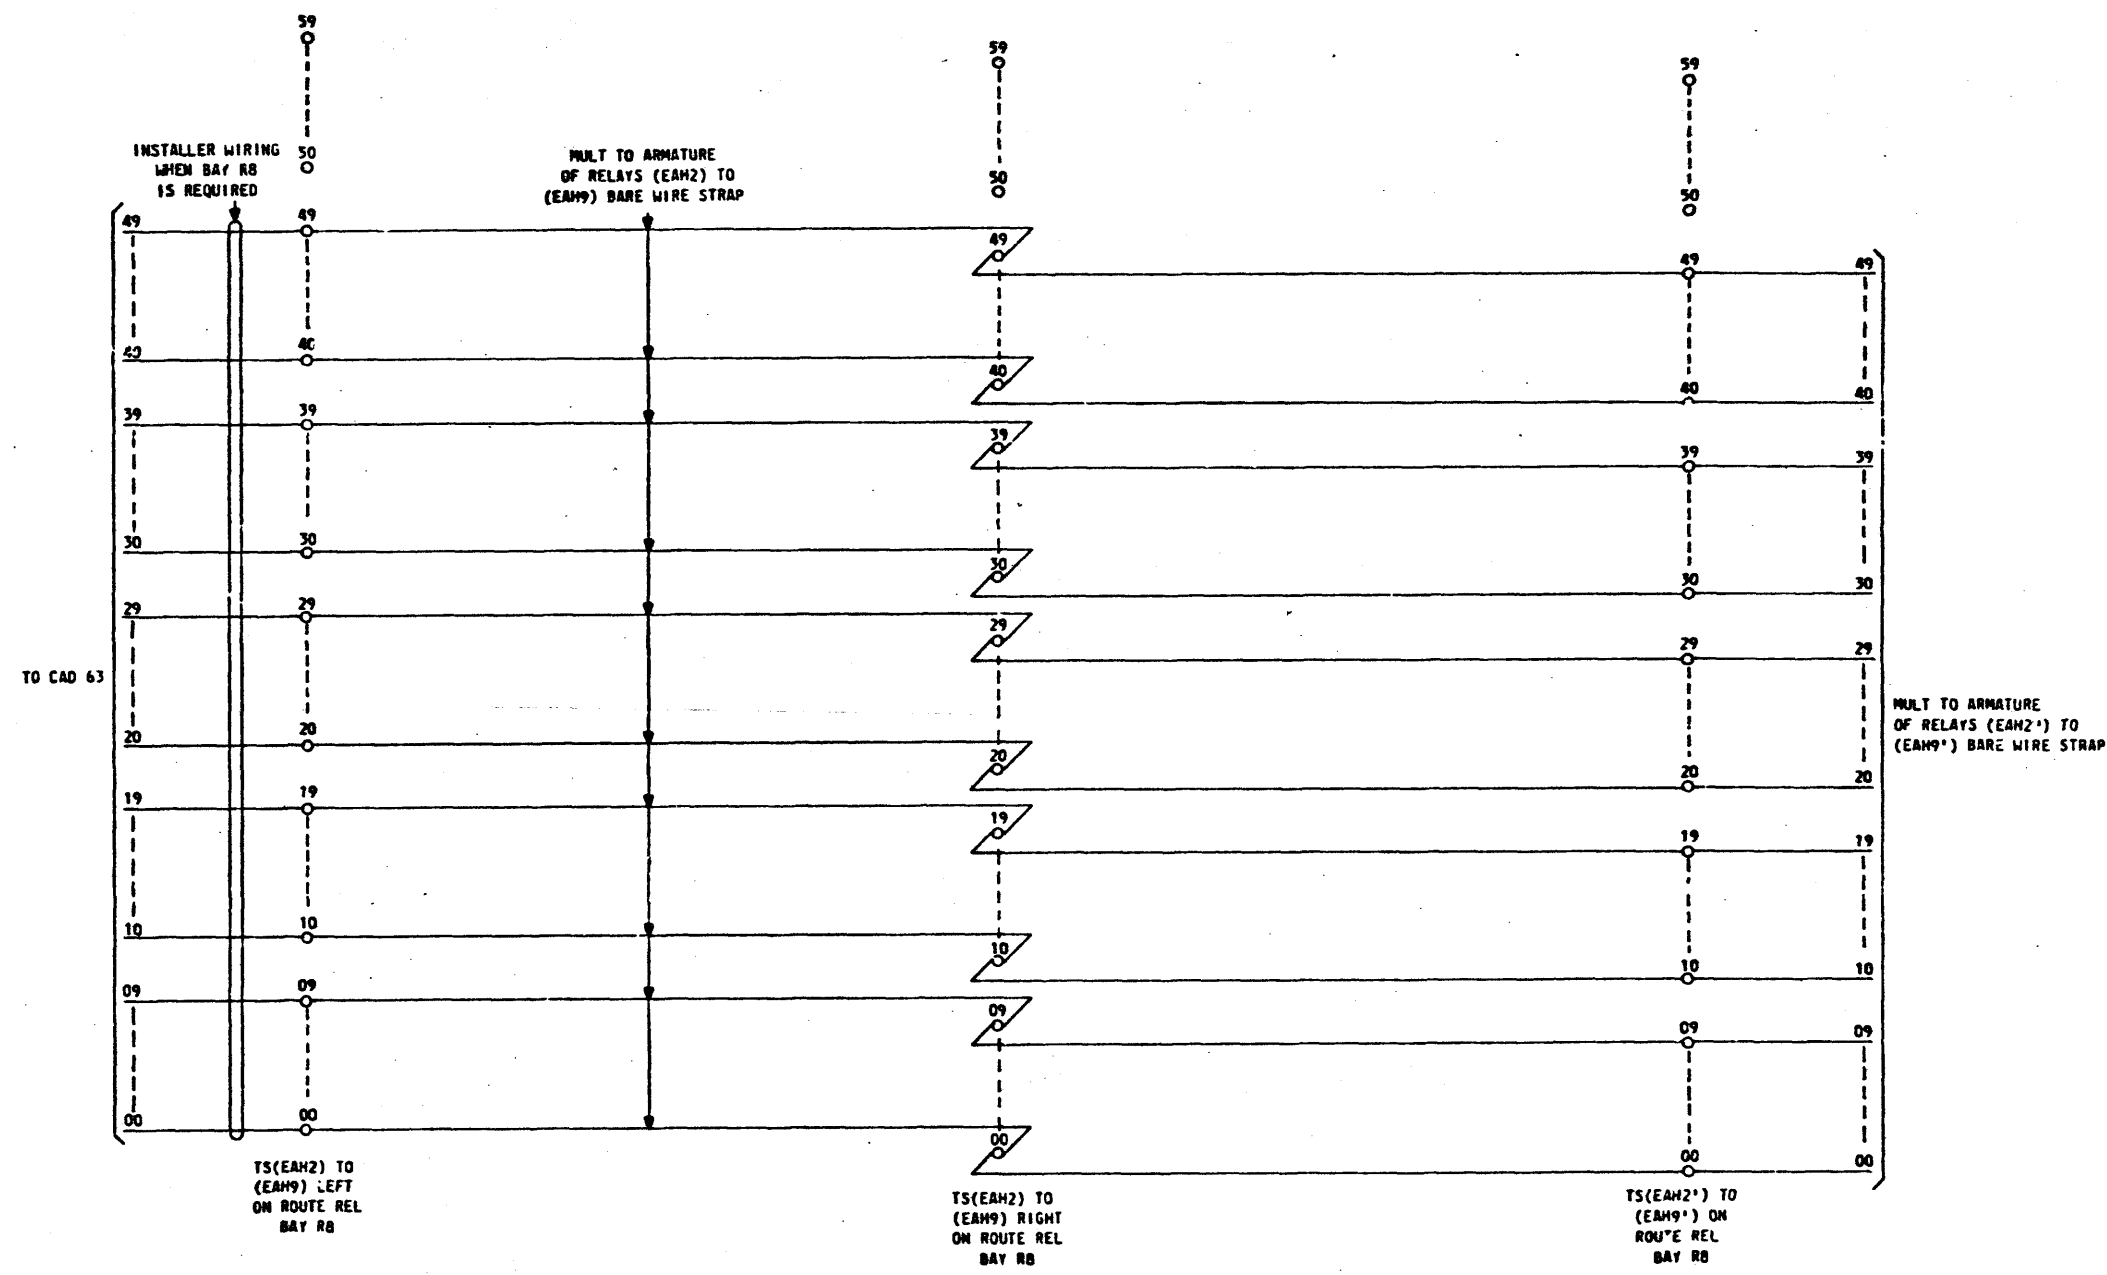 59
59
59
INSTALLER WIRING
WHEN BAY R8
IS REQUIRED
50
MULT TO ARMATURE
OF RELAYS (EAH2) TO
(EAH9) BARE WIRE STRAP
50
50
49
49
49
49
49
40
40
40
40
40
39
39
39
39
39
30
30
30
30
30
29
29
29
29
29
TO CAD 63
MULT TO ARMATURE
OF RELAYS (EAH2') TO
(EAH9') BARE WIRE STRAP
20
20
20
20
20
19
19
19
19
19
10
10
10
10
10
09
09
09
09
09
00
00
00
00
00
TS(EAH2) TO
(EAH9) LEFT
ON ROUTE REL
BAY R8
TS(EAH2) TO
(EAH9) RIGHT
ON ROUTE REL
BAY R8
TS(EAH2') TO
(EAH9') ON
ROUTE REL
BAY R8